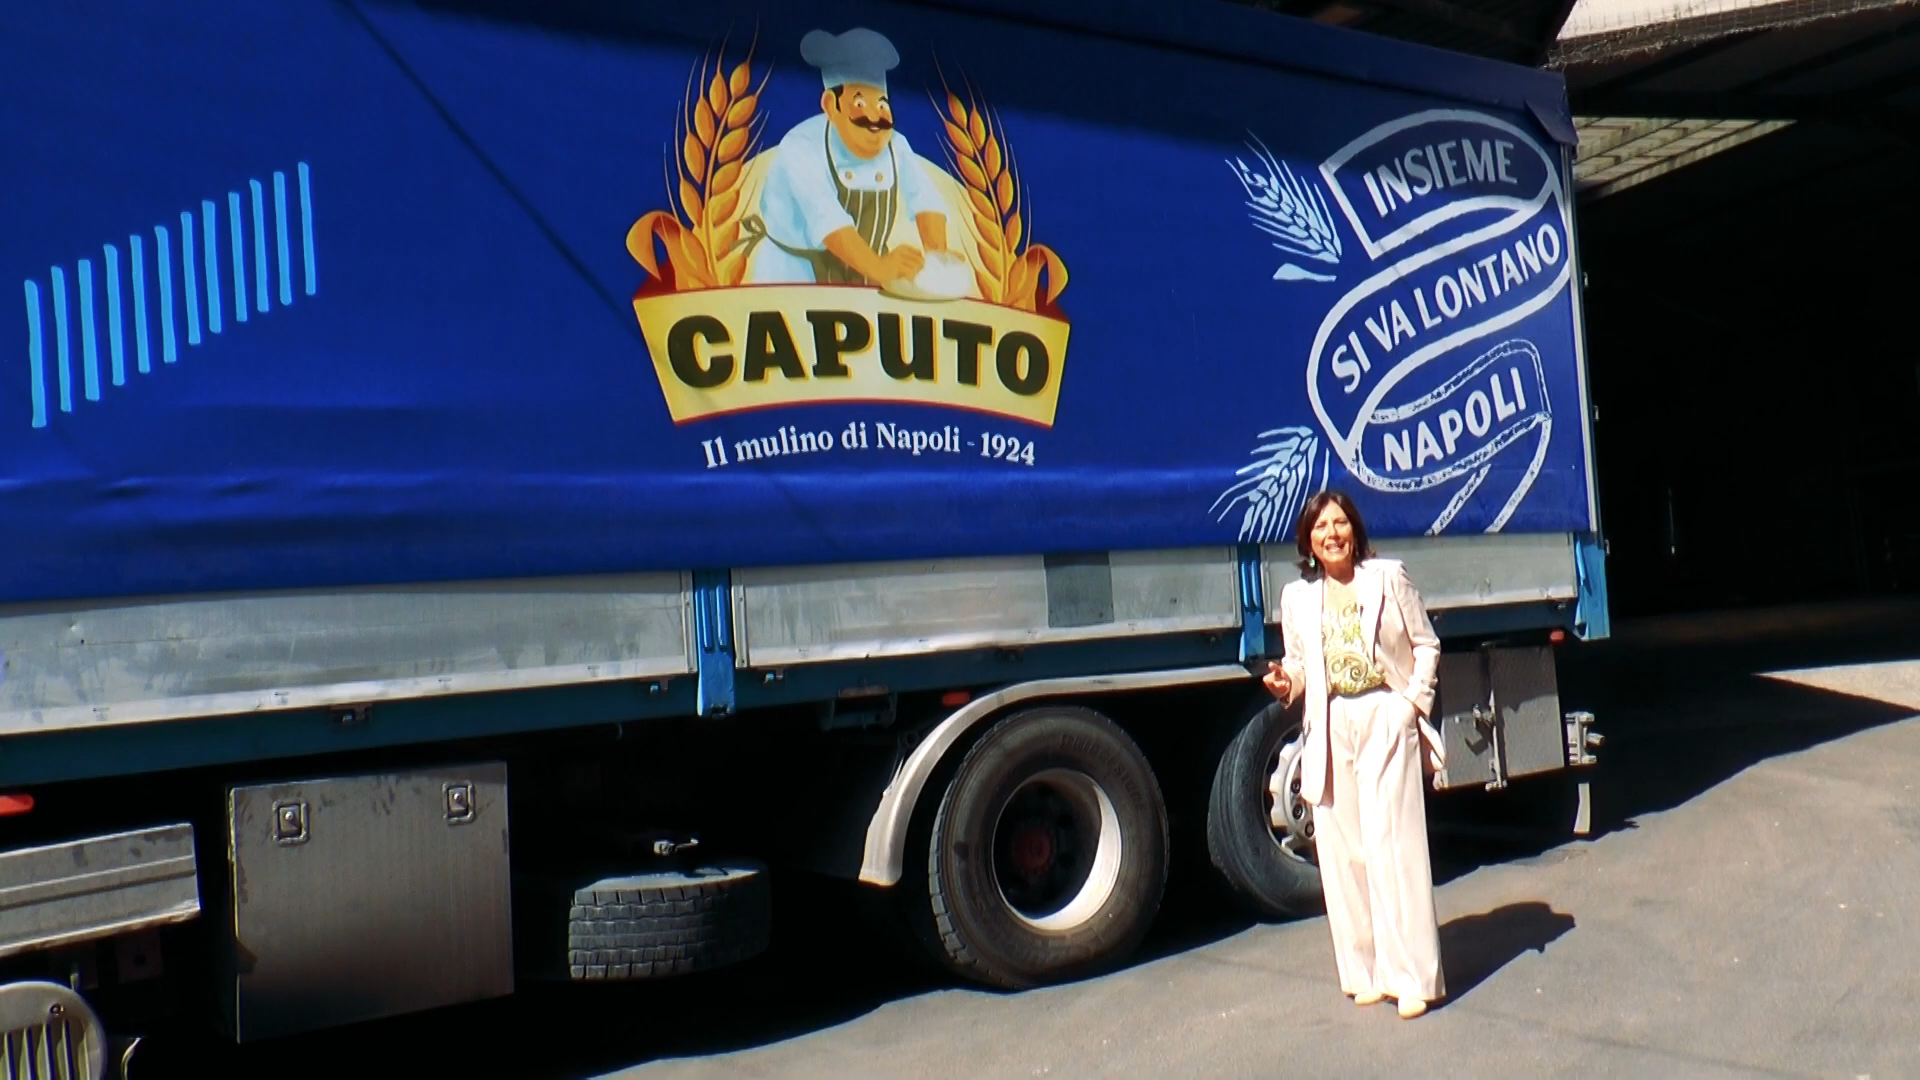 CAPUTO
Il mulino di Napoli - 1924
INSIEME
SI VA LONTANO
NAPOLI